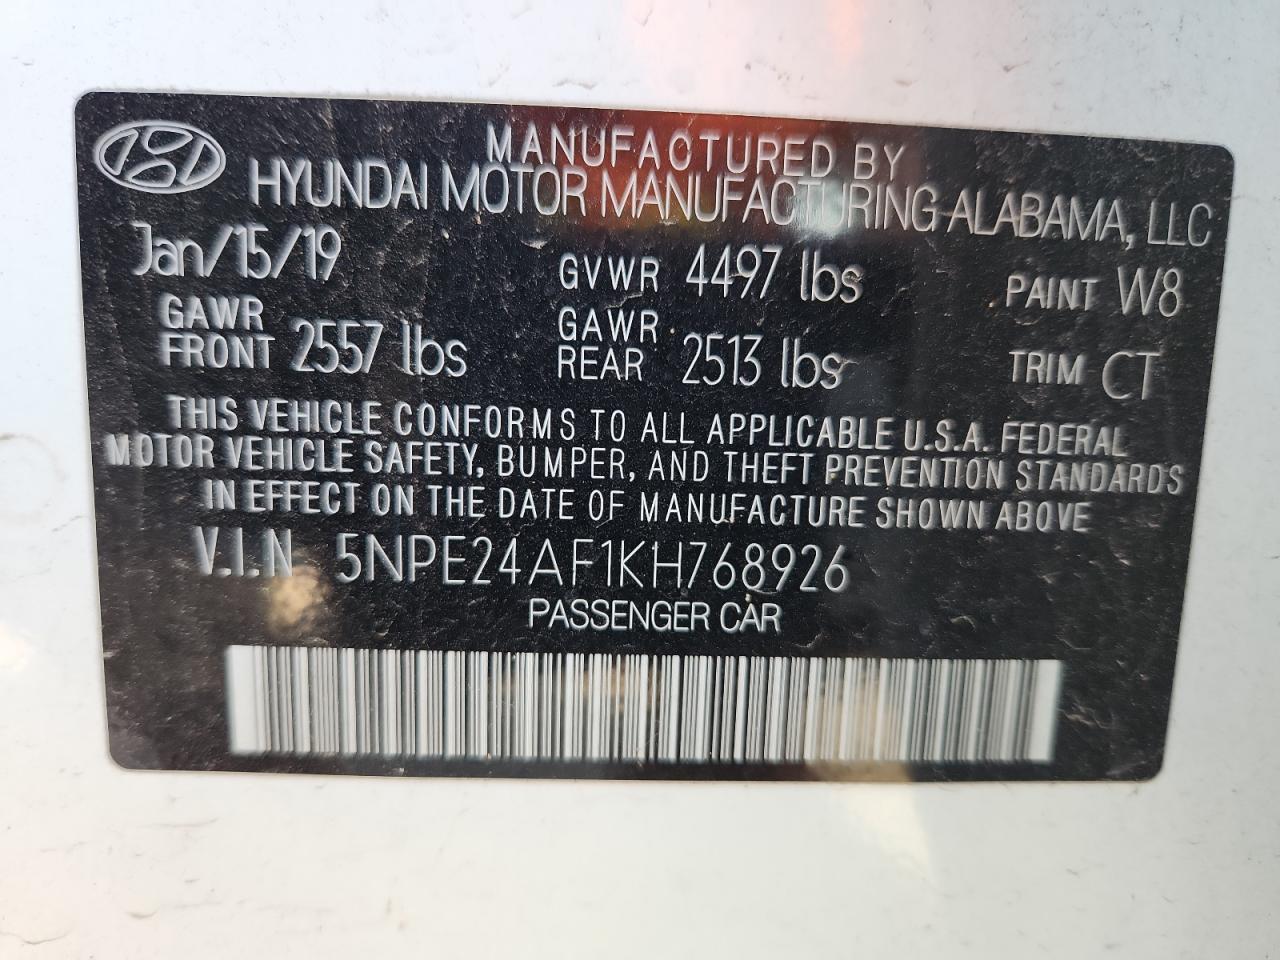 MANUFACTURED BY
HYUNDAI MOTOR MANUFACTURING ALABAMA, LLC
Jan/15/19 GVWR 4497 lbs PAINT W8
GAWR FRONT 2557 lbs GAWR REAR 2513 lbs TRIM CT
THIS VEHICLE CONFORMS TO ALL APPLICABLE U.S.A. FEDERAL
MOTOR VEHICLE SAFETY, BUMPER, AND THEFT PREVENTION STANDARDS
IN EFFECT ON THE DATE OF MANUFACTURE SHOWN ABOVE
V.I.N 5NPE24AF1KH768926
PASSENGER CAR